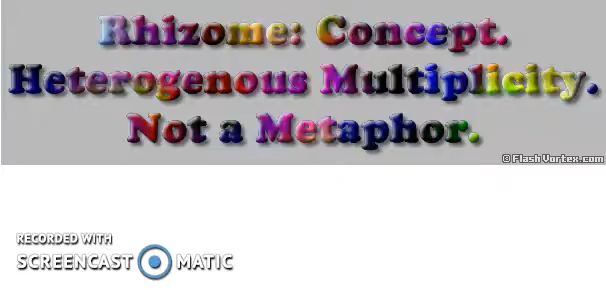 Rhizome: Concept.
Heterogenous Multiplicity.
Not a Metaphor.
© FlashVortex.com
RECORDED WITH
SCREENCAST MATIC